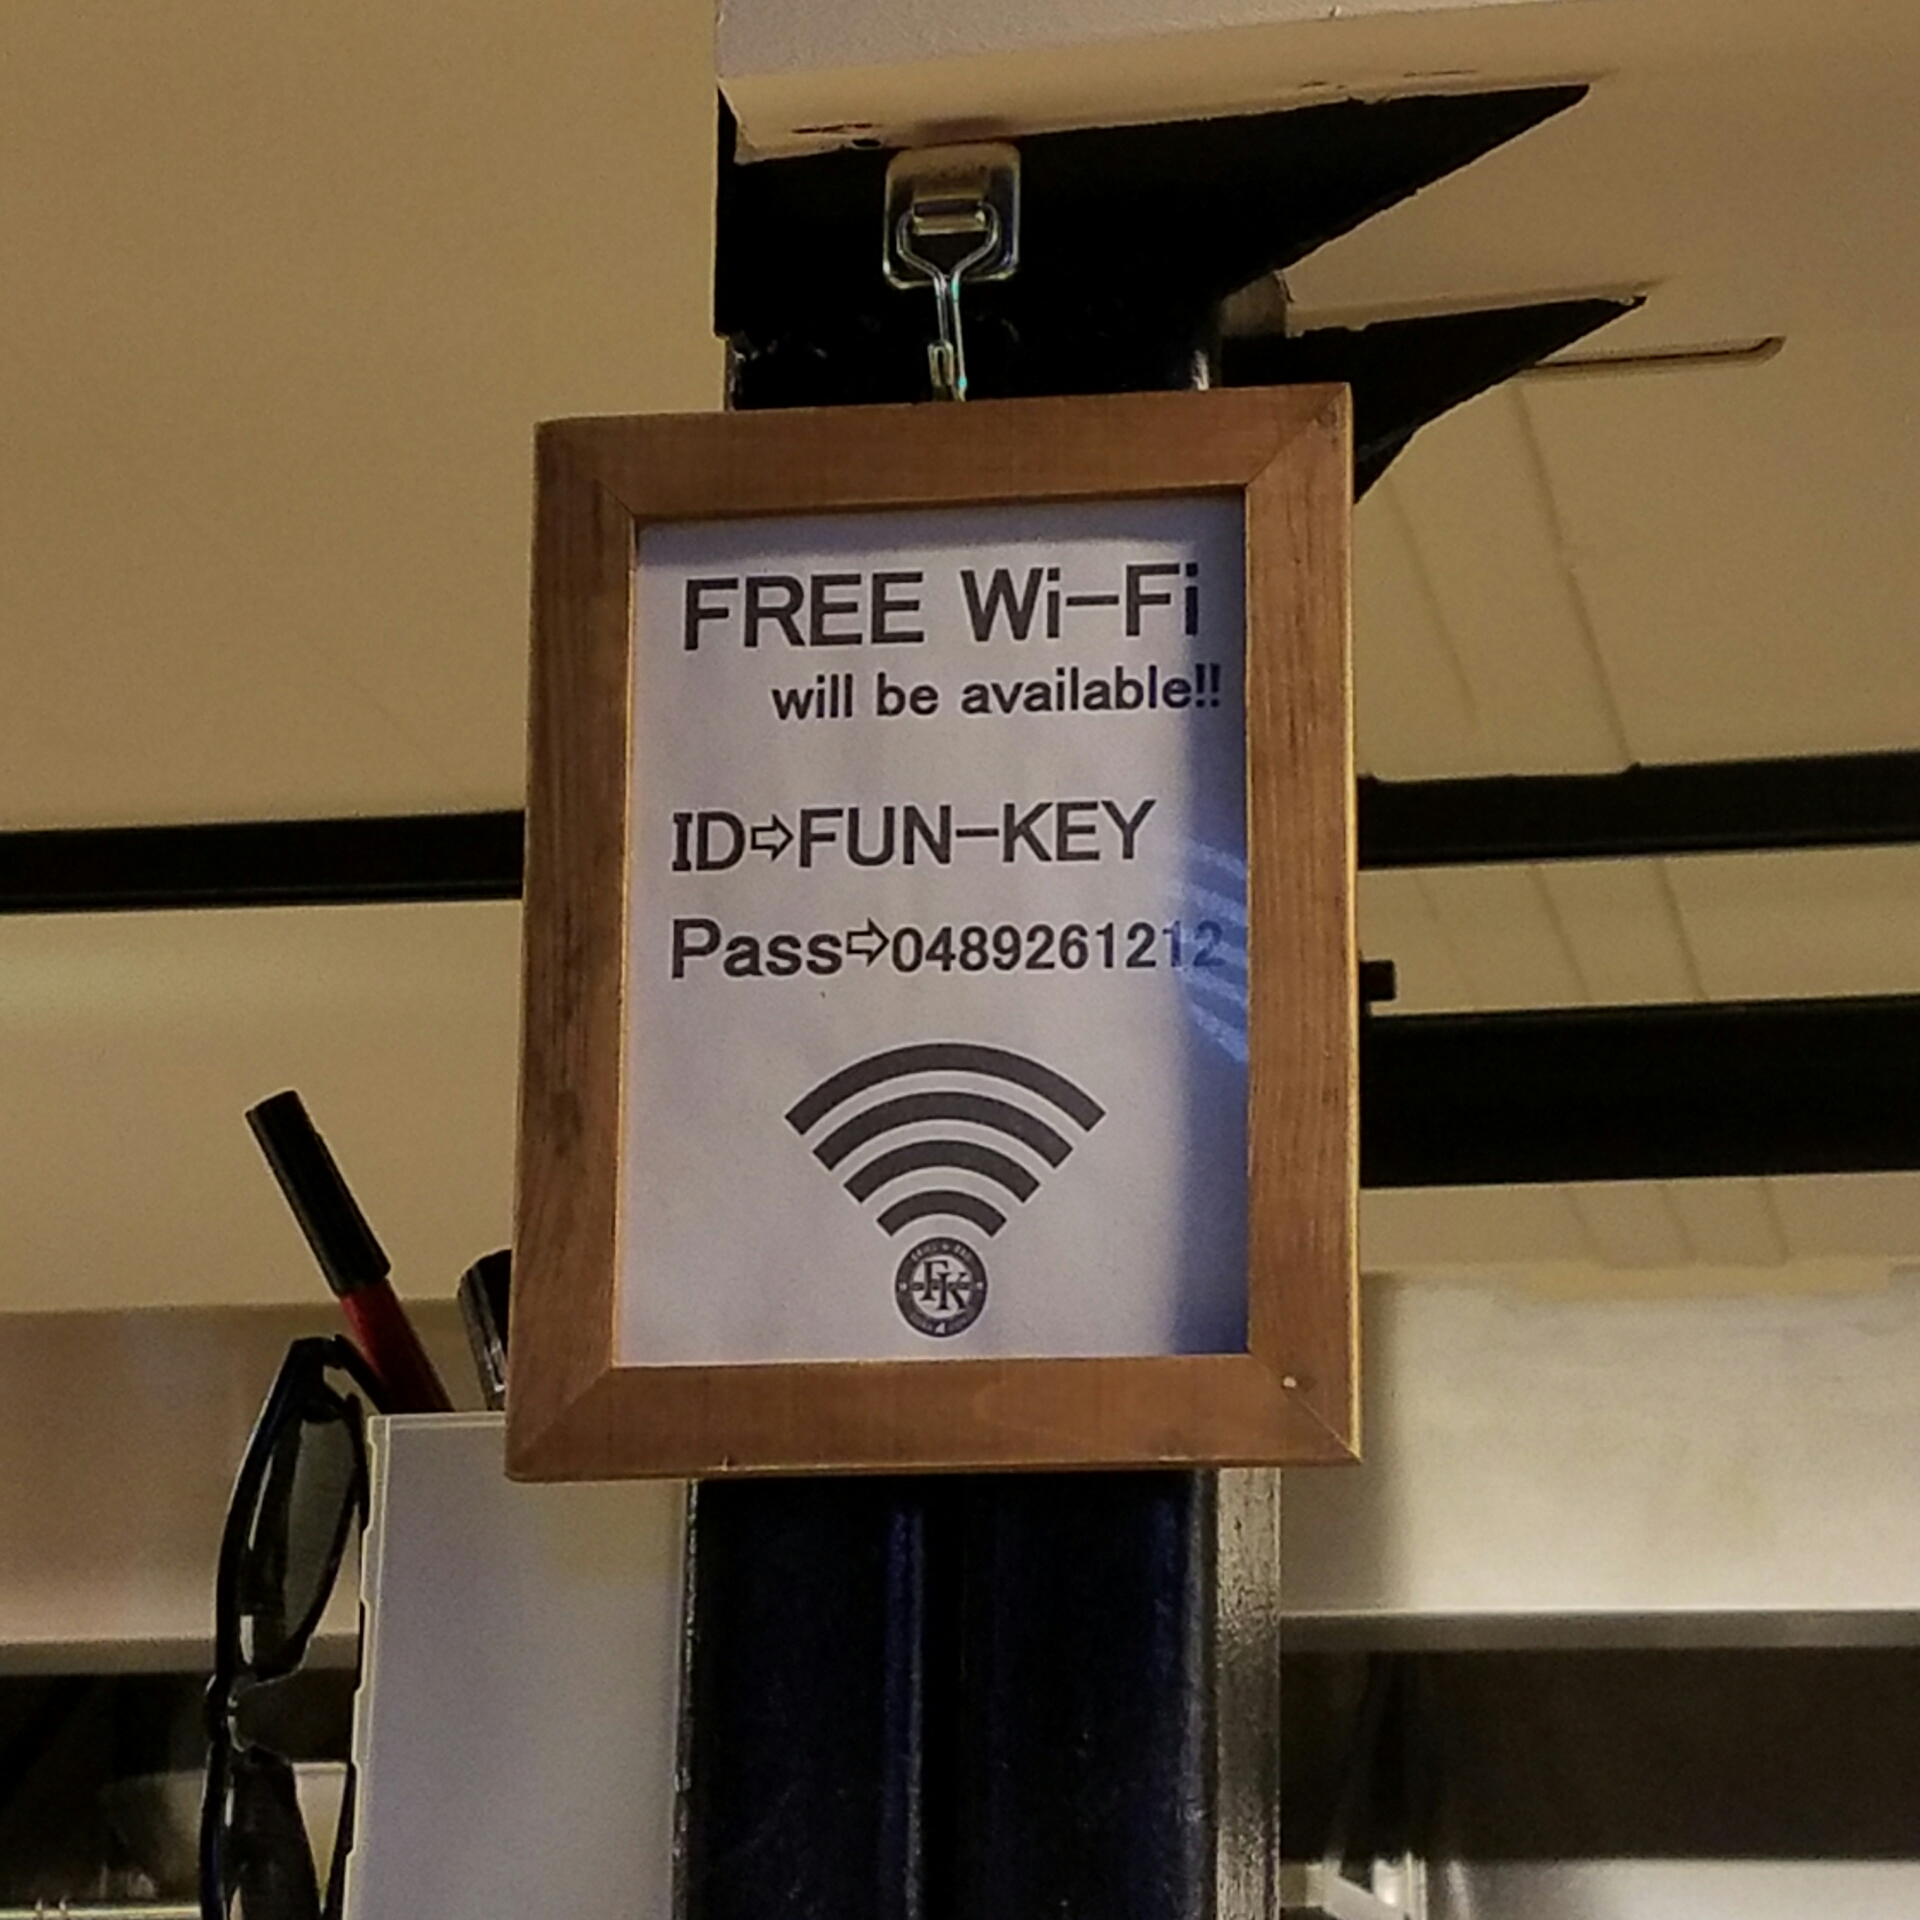 FREE Wi-Fi
will be available!!
ID⇨FUN-KEY
Pass⇨0489261212
FK